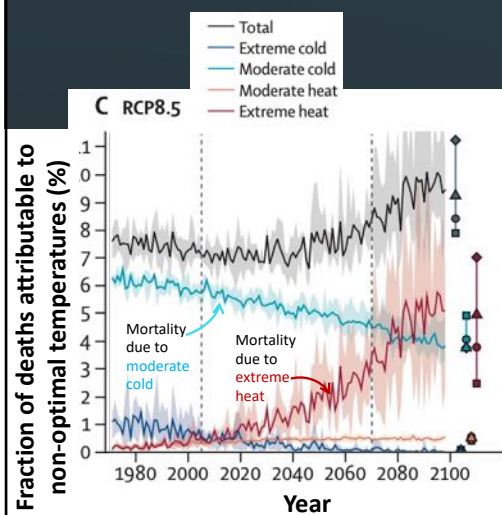 Total
Extreme cold
Moderate cold
Moderate heat
Extreme heat
C RCP8.5
Fraction of deaths attributable to
non-optimal temperatures (%)
1
0
9
8
7
6
5
4
3
2
1
0
Mortality
due to
moderate
cold
Mortality
due to
extreme
heat
1980 2000 2020 2040 2060 2080 2100
Year